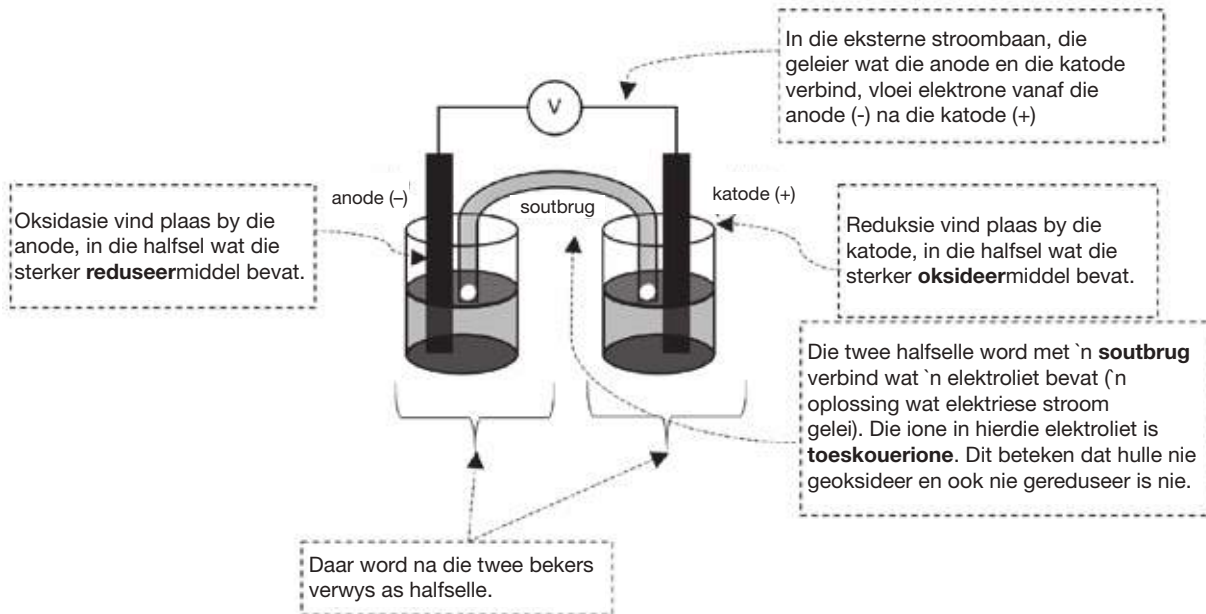 In die eksterne stroombaan, die
geleier wat die anode en die katode
verbind, vloei elektrone vanaf die
anode (-) na die katode (+)
V
anode (–)
soutbrug
katode (+)
Oksidasie vind plaas by die
anode, in die halfsel wat die
sterker reduseermiddel bevat.
Reduksie vind plaas by die
katode, in die halfsel wat die
sterker oksideermiddel bevat.
Die twee halfselle word met `n soutbrug
verbind wat `n elektroliet bevat (`n
oplossing wat elektriese stroom
gelei). Die ione in hierdie elektroliet is
toeskouerione. Dit beteken dat hulle nie
geoksideer en ook nie gereduseer is nie.
Daar word na die twee bekers
verwys as halfselle.